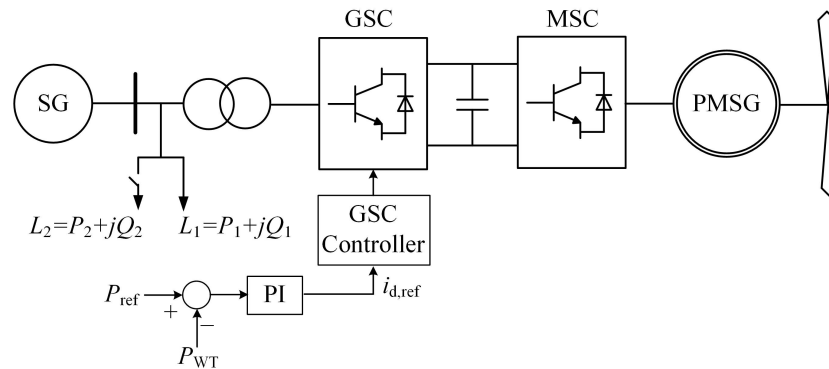 GSC
MSC
SG
PMSG
L2=P2+jQ2
L1=P1+jQ1
GSC
Controller
Pref
+
−
PI
id,ref
PWT